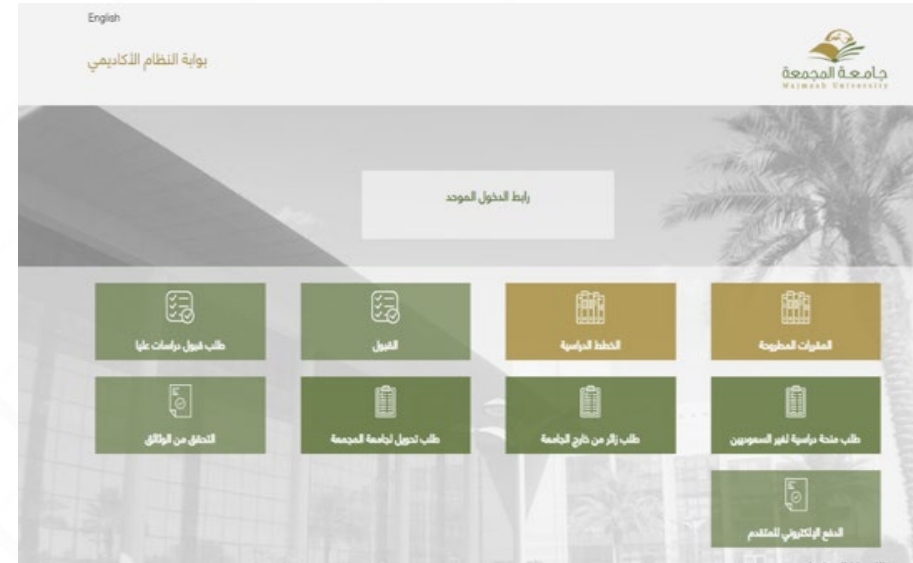 English
بوابة النظام الأكاديمي
جامعة المجمعة
Majmaah University
رابط الدخول الموحد
المقررات المطروحة
الخطط الدراسية
القبول
طلب قبول دراسات عليا
طلب منحة دراسية لغير السعوديين
طلب زائر من خارج الجامعة
طلب تحويل لجامعة المجمعة
التحقق من الوثائق
الدفع الإلكتروني للمتقدم